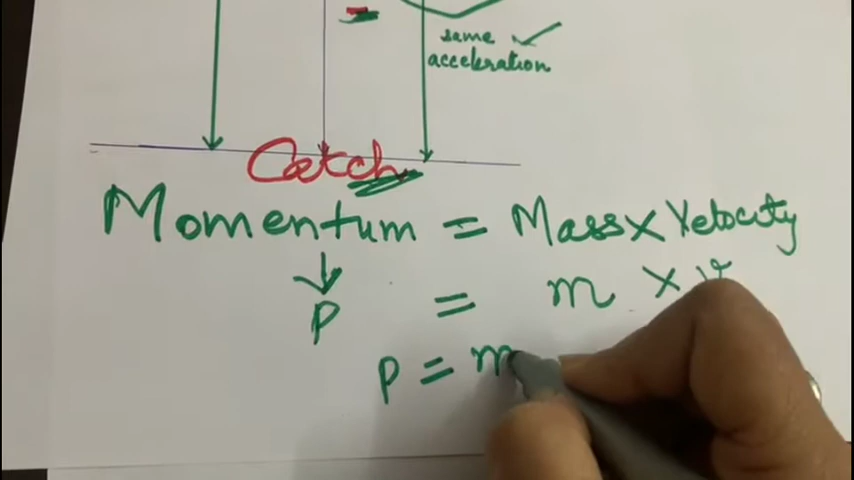 same
acceleration
Catch
Momentum = Mass x Velocity
P = m x v
P = m